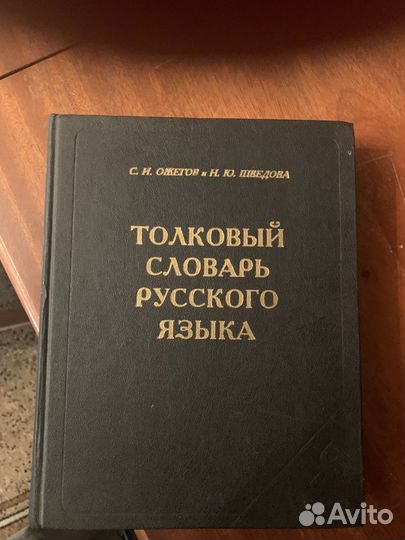 С. И. ОЖЕГОВ и Н. Ю. ШВЕДОВА
ТОЛКОВЫЙ
СЛОВАРЬ
РУССКОГО
ЯЗЫКА
Avito